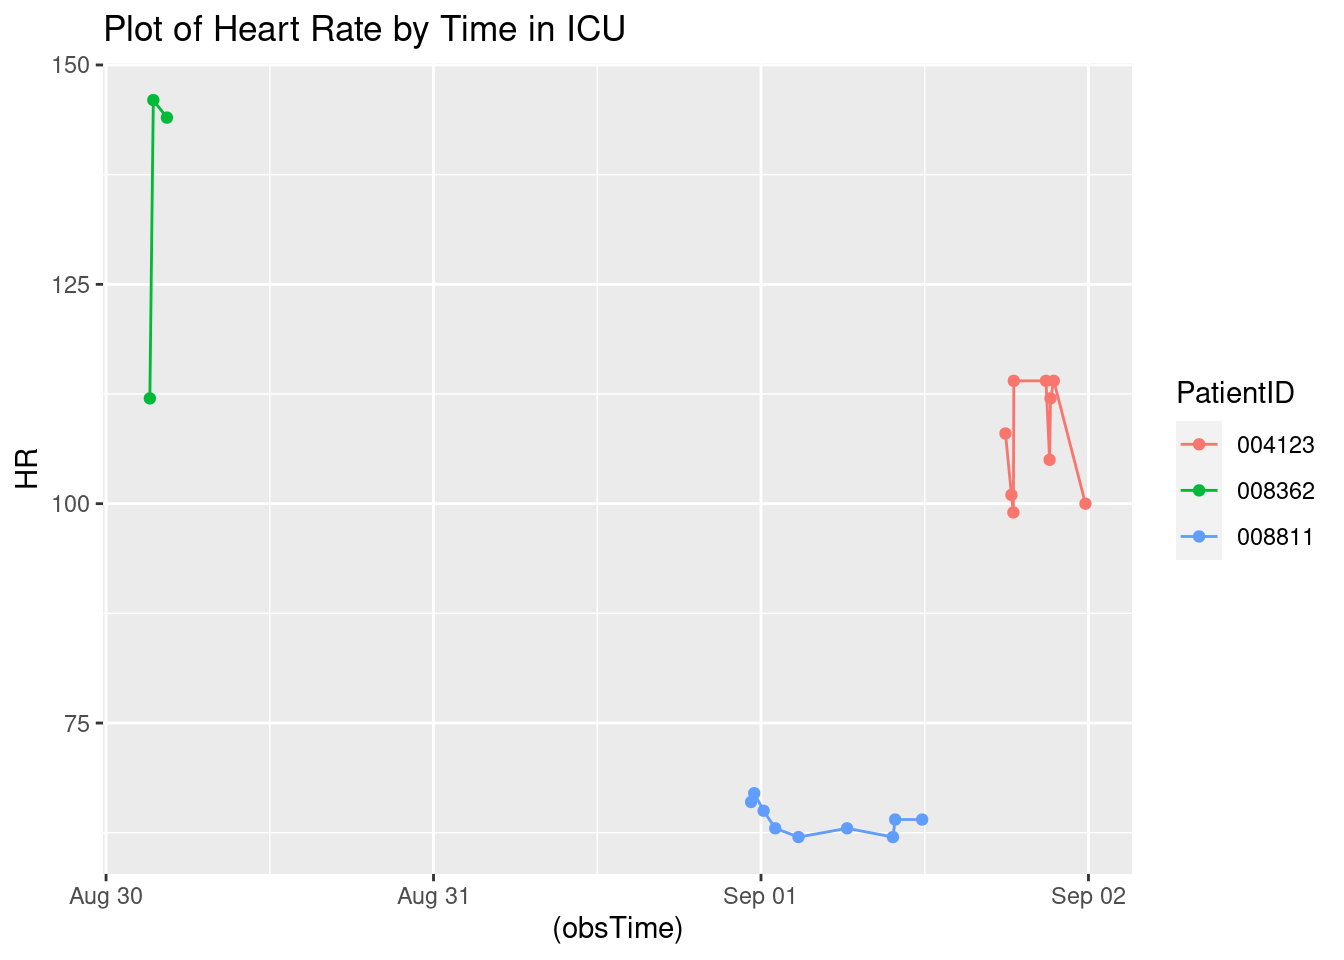 Plot of Heart Rate by Time in ICU
150
125
100
75
HR
Aug 30
Aug 31
Sep 01
Sep 02
(obsTime)
PatientID
004123
008362
008811